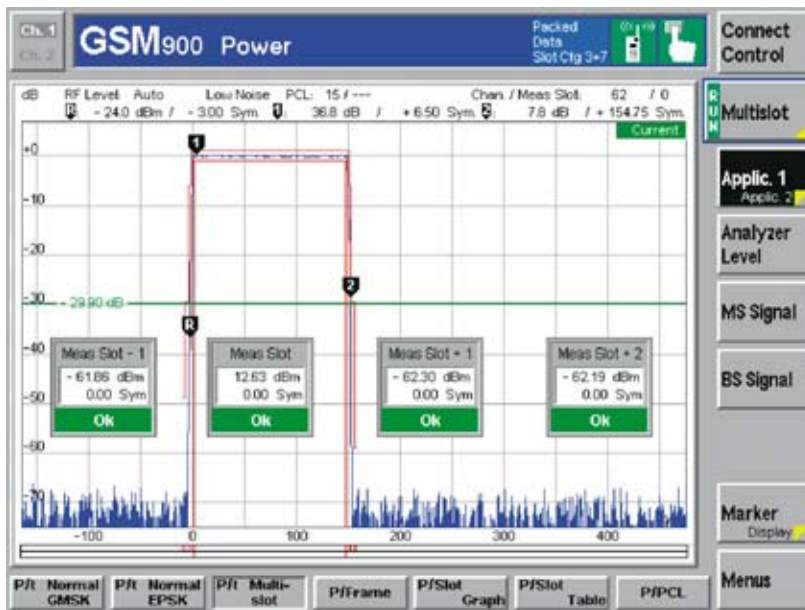 Ch. 1
Ch. 2
GSM900 Power
Packed
Data
Slot Cfg 3+7
Connect
Control
dB RF Level: Auto Low Noise PCL: 15 / --- Chan. / Meas Slot: 62 / 0
R: - 24.0 dBm / - 3.00 Sym. 1: 36.8 dB / + 6.50 Sym. 2: 7.8 dB / + 154.75 Sym.
Current
RUN
Multislot
Applic. 1
Applic. 2
Analyzer
Level
MS Signal
BS Signal
Marker
Display
Menus
+0
1
-10
-20
2
-30
- 29.90 dB
R
-40
Meas Slot - 1
- 61.86 dBm
0.00 Sym
Ok
Meas Slot
12.63 dBm
0.00 Sym
Ok
Meas Slot + 1
- 62.30 dBm
0.00 Sym
Ok
Meas Slot + 2
- 62.19 dBm
0.00 Sym
Ok
-50
-60
-70
-100 0 100 200 300 400
P/t Normal
GMSK
P/t Normal
EPSK
P/t Multi-
slot
P/Frame
P/Slot
Graph
P/Slot
Table
P/PCL